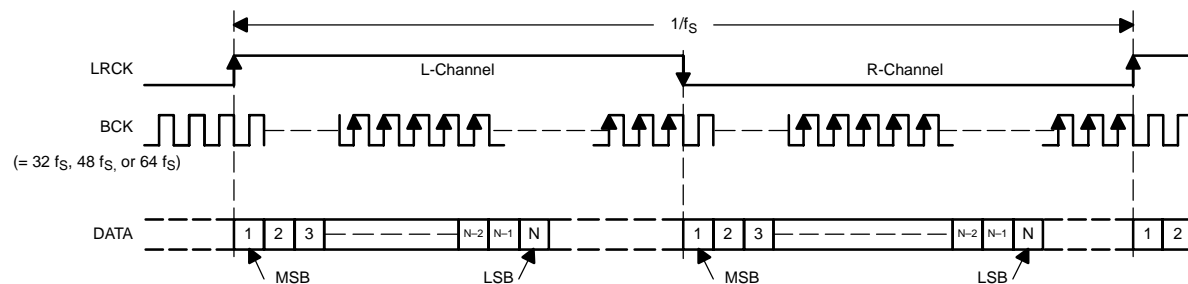 1/fS
LRCK
L-Channel
R-Channel
BCK
(= 32 fS, 48 fS, or 64 fS)
DATA
1 2 3 N–2 N–1 N 1 2 3 N–2 N–1 N 1 2
MSB LSB MSB LSB